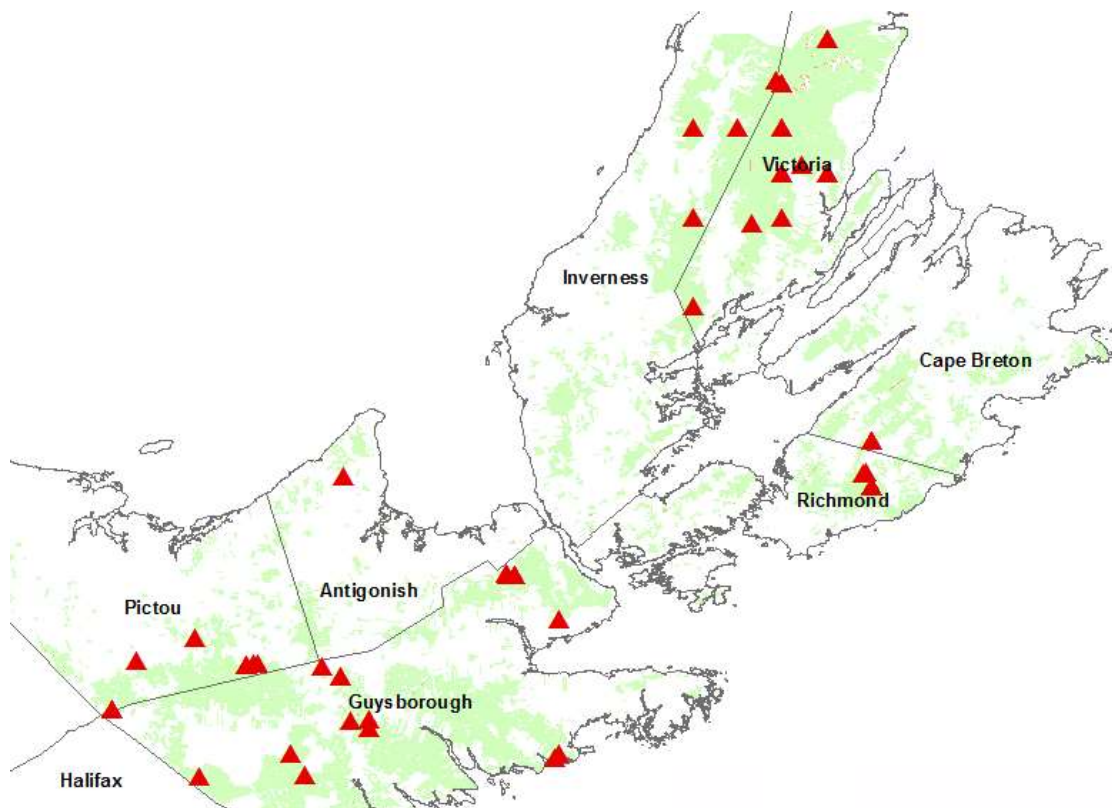 Victoria
Inverness
Cape Breton
Richmond
Antigonish
Pictou
Guysborough
Halifax